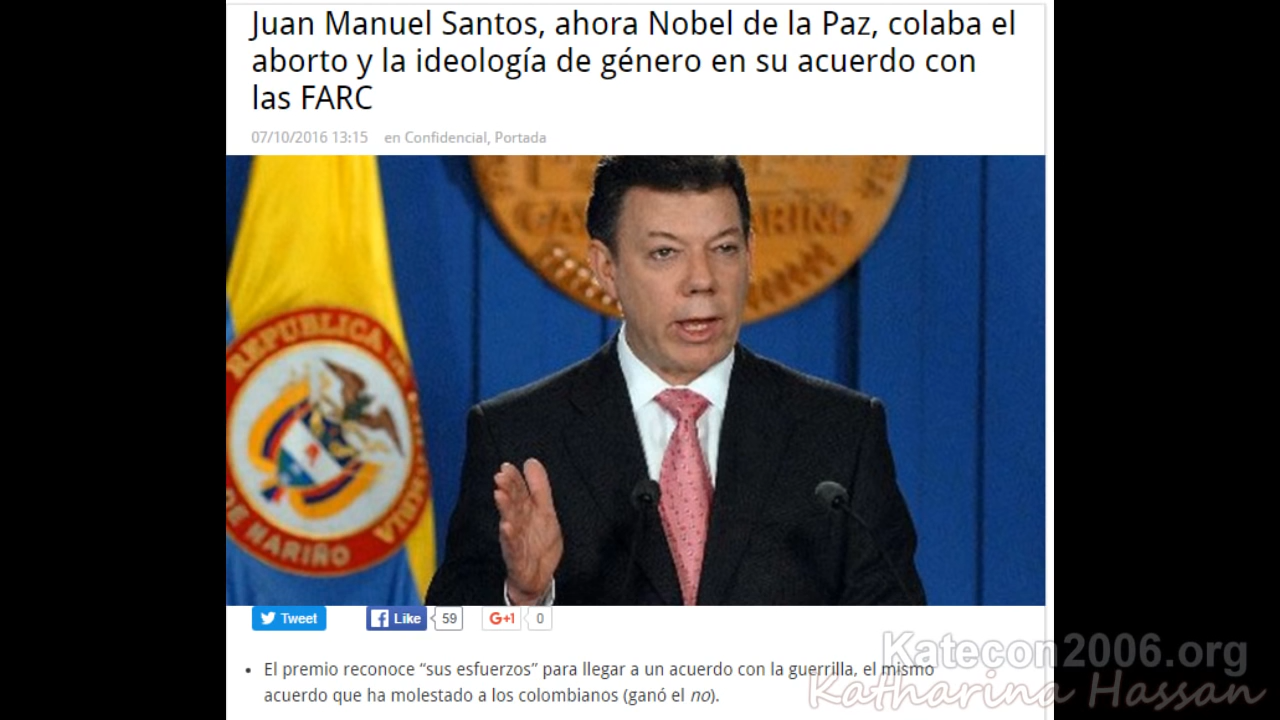 Juan Manuel Santos, ahora Nobel de la Paz, colaba el
aborto y la ideología de género en su acuerdo con
las FARC
07/10/2016 13:15 en Confidencial, Portada
REPUBLICA DE
DE NARIÑO
Tweet
Like 59
G+1 0
El premio reconoce “sus esfuerzos” para llegar a un acuerdo con la guerrilla, el mismo
acuerdo que ha molestado a los colombianos (ganó el no).
Katecon2006.org
Katharina Hassan